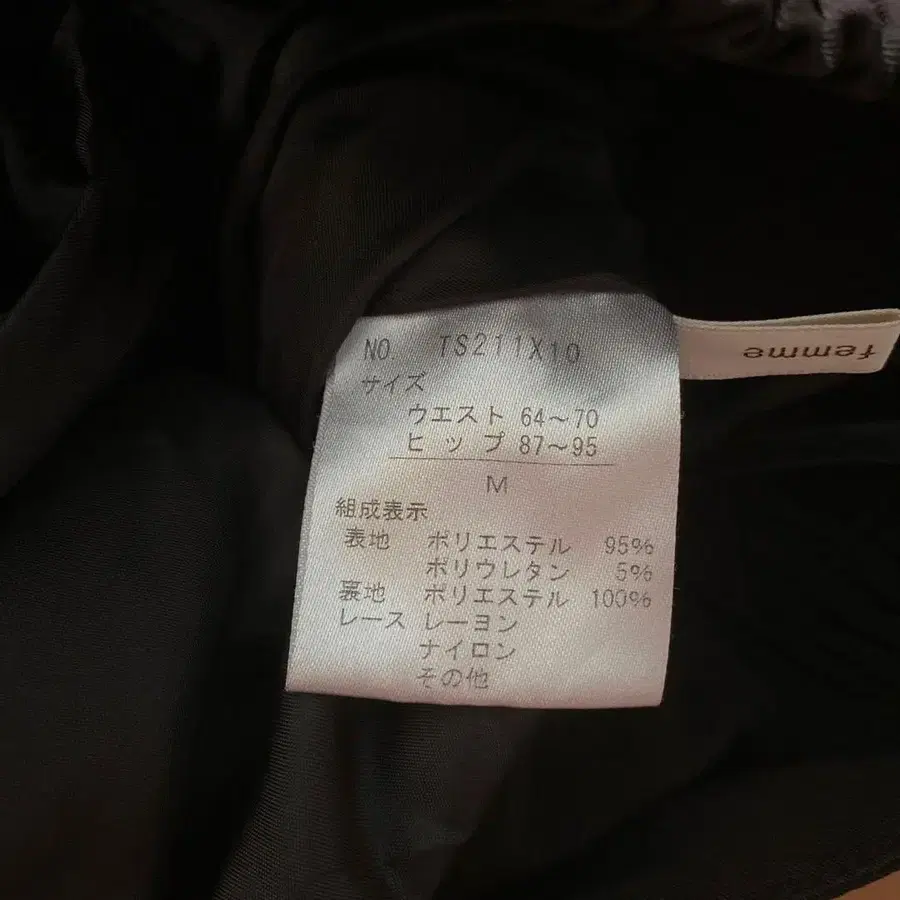 NO. TS211X10
サイズ
ウエスト 64～70
ヒップ 87～95
M
組成表示
表地 ポリエステル 95%
ポリウレタン 5%
裏地 ポリエステル 100%
レース レーヨン
ナイロン
その他
femme